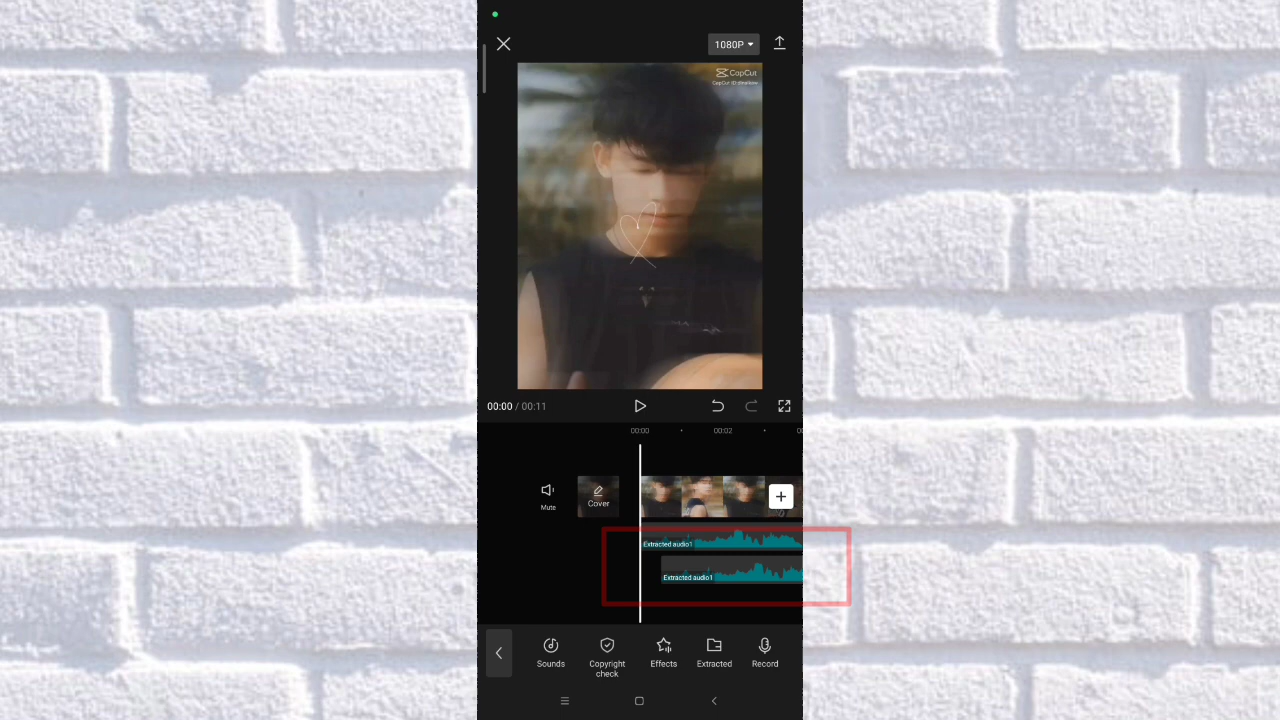 1080P
CapCut
00:00 / 00:11
00:00
00:02
Mute
Cover
Extracted audio1
Extracted audio1
Sounds
Copyright
check
Effects
Extracted
Record